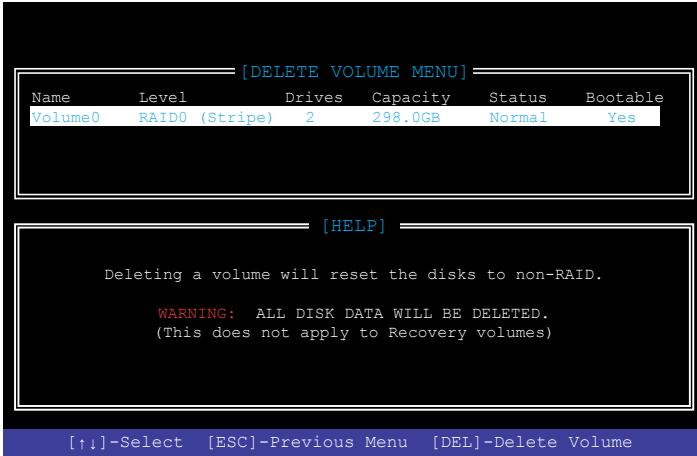 [DELETE VOLUME MENU]
Name Level Drives Capacity Status Bootable
Volume0 RAID0 (Stripe) 2 298.0GB Normal Yes
[HELP]
Deleting a volume will reset the disks to non-RAID.
WARNING: ALL DISK DATA WILL BE DELETED.
(This does not apply to Recovery volumes)
[↑↓]-Select [ESC]-Previous Menu [DEL]-Delete Volume